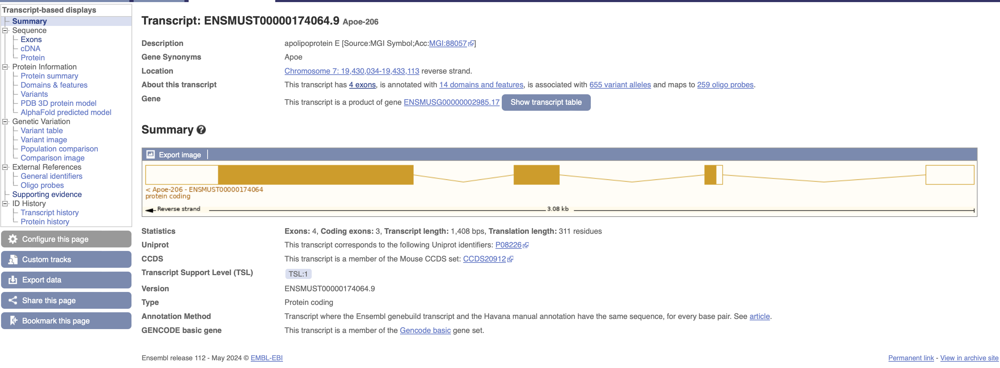 Transcript-based displays
Summary
Sequence
Exons
cDNA
Protein
Protein Information
Protein summary
Domains & features
Variants
PDB 3D protein model
AlphaFold predicted model
Genetic Variation
Variant table
Variant image
Population comparison
Comparison image
External References
General identifiers
Oligo probes
Supporting evidence
ID History
Transcript history
Protein history
Configure this page
Custom tracks
Export data
Share this page
Bookmark this page
Transcript: ENSMUST00000174064.9 Apoe-206
Description apolipoprotein E [Source:MGI Symbol;Acc:MGI:88057]
Gene Synonyms Apoe
Location Chromosome 7: 19,430,034-19,433,113 reverse strand.
About this transcript This transcript has 4 exons, is annotated with 14 domains and features, is associated with 655 variant alleles and maps to 259 oligo probes.
Gene This transcript is a product of gene ENSMUSG00000002985.17 Show transcript table
Summary ?
Export image
< Apoe-206 - ENSMUST00000174064
protein coding
Reverse strand 3.08 kb
Statistics Exons: 4, Coding exons: 3, Transcript length: 1,408 bps, Translation length: 311 residues
Uniprot This transcript corresponds to the following Uniprot identifiers: P08226
CCDS This transcript is a member of the Mouse CCDS set: CCDS20912
Transcript Support Level (TSL) TSL:1
Version ENSMUST00000174064.9
Type Protein coding
Annotation Method Transcript where the Ensembl genebuild transcript and the Havana manual annotation have the same sequence, for every base pair. See article.
GENCODE basic gene This transcript is a member of the Gencode basic gene set.
Ensembl release 112 - May 2024 © EMBL-EBI
Permanent link - View in archive site